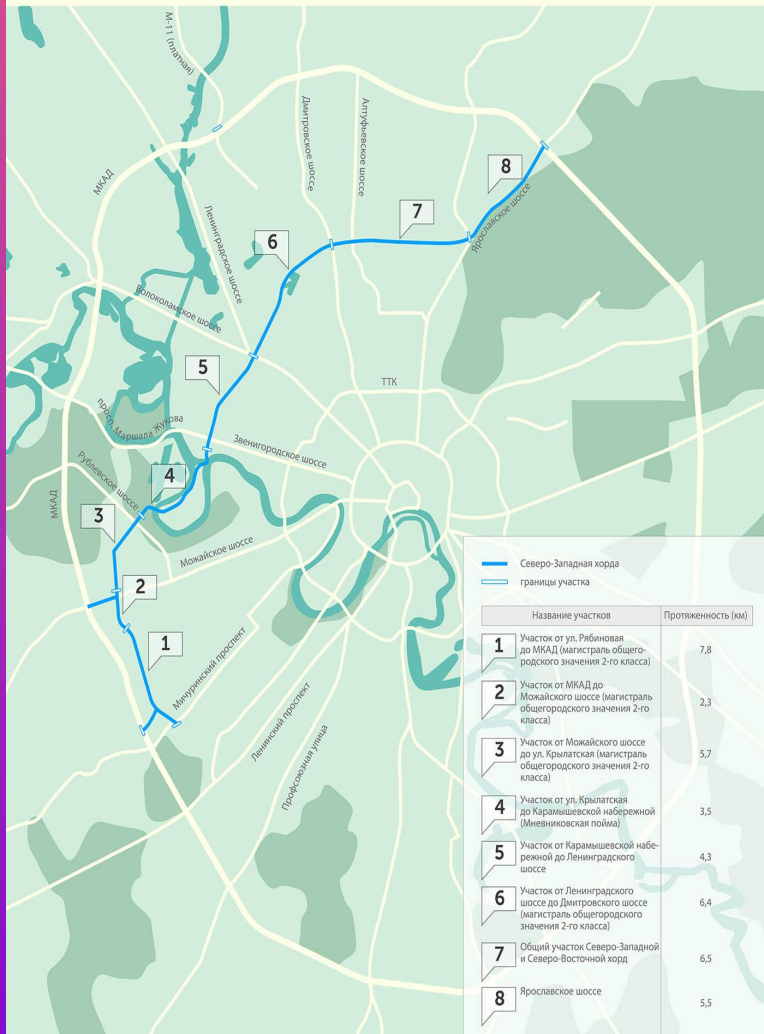 М-11 (платная)
Дмитровское шоссе
Алтуфьевское шоссе
МКАД
8
Ярославское шоссе
7
6
Ленинградское шоссе
Волоколамское шоссе
5
ТТК
просп. Маршала Жукова
Звенигородское шоссе
Рублевское шоссе
4
МКАД
3
Можайское шоссе
2
1
Мичуринский проспект
Ленинский проспект
Профсоюзная улица
Северо-Западная хорда
границы участка
Название участков Протяженность (км)
1 Участок от ул. Рябиновая
до МКАД (магистраль общего-
родского значения 2-го класса)
7,8
2 Участок от МКАД до
Можайского шоссе (магистраль
общегородского значения 2-го
класса)
2,3
3 Участок от Можайского шоссе
до ул. Крылатская (магистраль
общегородского значения 2-го
класса)
5,7
4 Участок от ул. Крылатская
до Карамышевской набережной
(Мневниковская пойма)
3,5
5 Участок от Карамышевской набе-
режной до Ленинградского
шоссе
4,3
6 Участок от Ленинградского
шоссе до Дмитровского шоссе
(магистраль общегородского
значения 2-го класса)
6,4
7 Общий участок Северо-Западной
и Северо-Восточной хорд
6,5
8 Ярославское шоссе
5,5